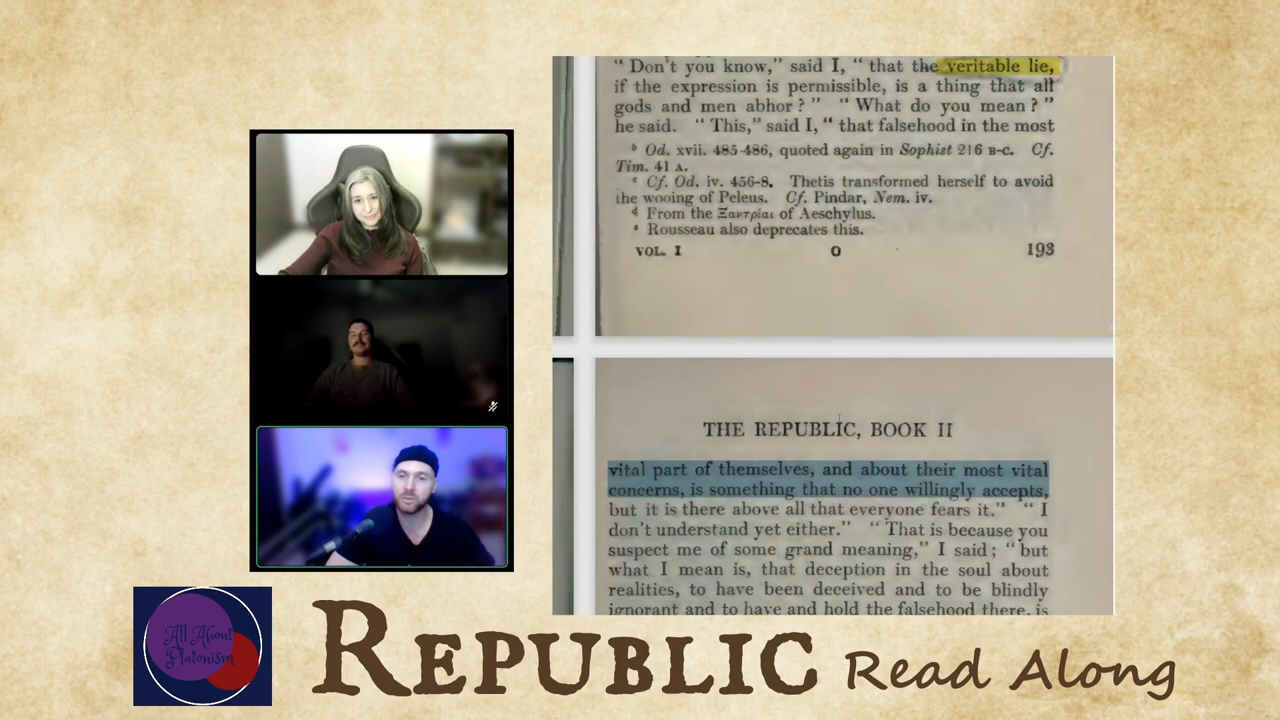 “ Don't you know,” said I, “ that the veritable lie,
if the expression is permissible, is a thing that all
gods and men abhor ? ” “ What do you mean ? ”
he said. “ This,” said I, “ that falsehood in the most
ᵇ Od. xvii. 485-486, quoted again in Sophist 216 B-C. Cf.
Tim. 41 A.
ᶜ Cf. Od. iv. 456-8. Thetis transformed herself to avoid
the wooing of Peleus. Cf. Pindar, Nem. iv.
ᵈ From the Ξαντρίαι of Aeschylus.
ᵉ Rousseau also deprecates this.
VOL. I O 193
THE REPUBLIC, BOOK II
vital part of themselves, and about their most vital
concerns, is something that no one willingly accepts,
but it is there above all that everyone fears it.” “ I
don't understand yet either.” “ That is because you
suspect me of some grand meaning,” I said ; “ but
what I mean is, that deception in the soul about
realities, to have been deceived and to be blindly
ignorant and to have and hold the falsehood there, is
All About
Platonism
REPUBLIC Read Along